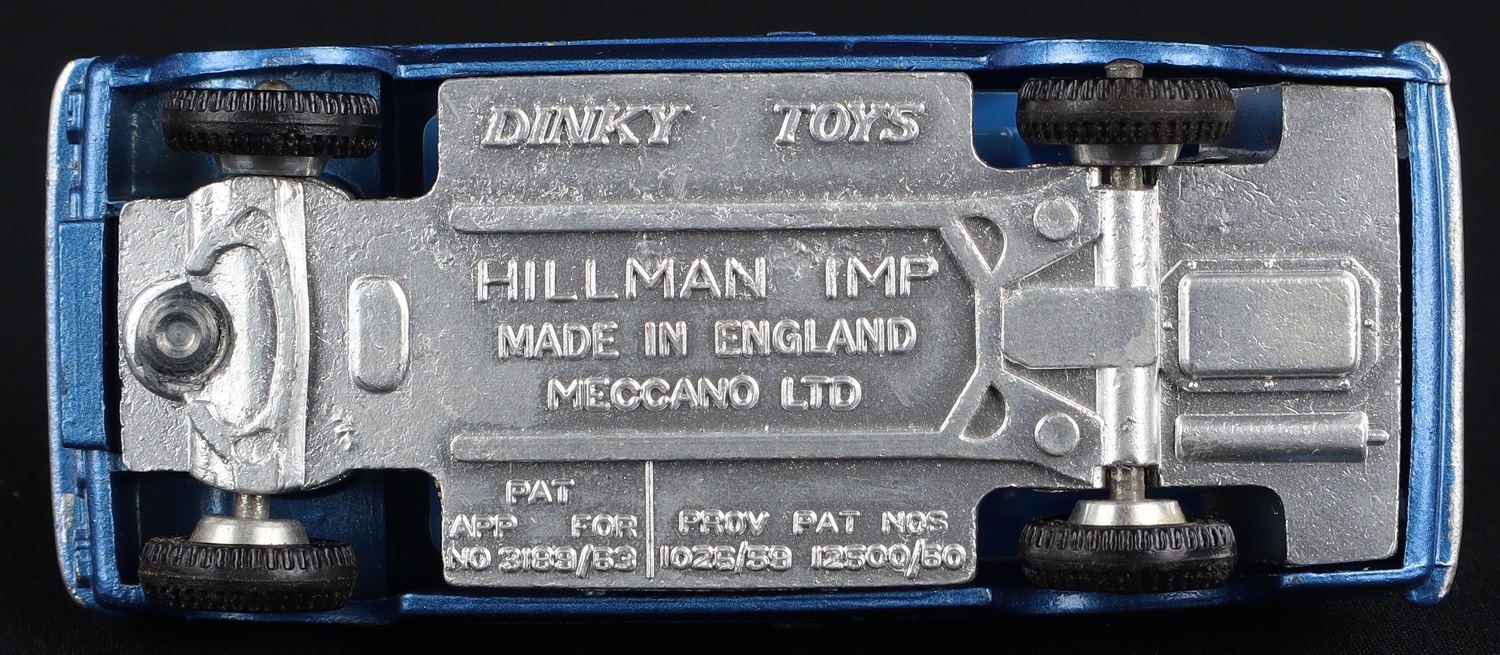 DINKY TOYS
HILLMAN IMP
MADE IN ENGLAND
MECCANO LTD
PAT
APP FOR
NO 3189/63
PROV PAT NOS
1025/59 12500/60